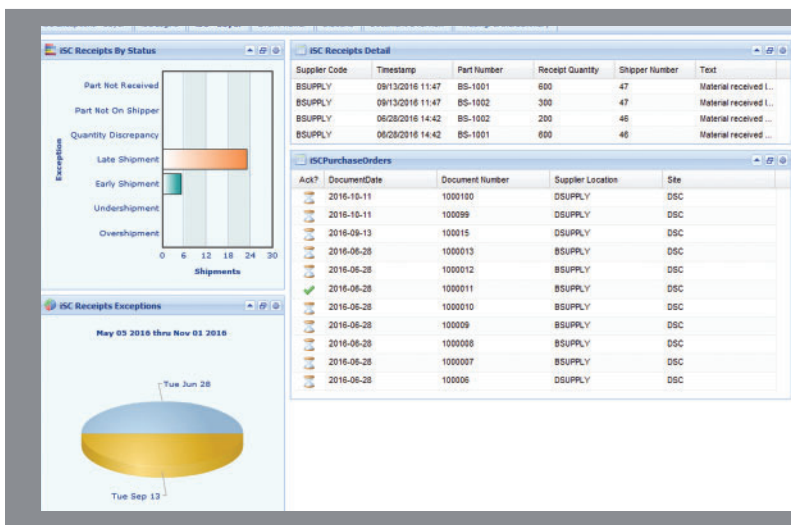 iSC Receipts By Status
Part Not Received
Part Not On Shipper
Quantity Discrepancy
Late Shipment
Early Shipment
Undershipment
Overshipment
Exception
0 6 12 18 24 30
Shipments
iSC Receipts Exceptions
May 05 2016 thru Nov 01 2016
Tue Jun 28
Tue Sep 13
iSC Receipts Detail
Supplier Code Timestamp Part Number Receipt Quantity Shipper Number Text
BSUPPLY 09/13/2016 11:47 BS-1001 600 47 Material received I...
BSUPPLY 09/13/2016 11:47 BS-1002 300 47 Material received ...
BSUPPLY 06/28/2016 14:42 BS-1002 200 46 Material received ...
BSUPPLY 06/28/2016 14:42 BS-1001 600 46 Material received ...
iSCPurchaseOrders
Ack? DocumentDate Document Number Supplier Location Site
2016-10-11 1000100 DSUPPLY DSC
2016-10-11 100099 DSUPPLY DSC
2016-09-13 100015 DSUPPLY DSC
2016-06-28 1000013 BSUPPLY DSC
2016-06-28 1000012 BSUPPLY DSC
2016-06-28 1000011 BSUPPLY DSC
2016-06-28 1000010 BSUPPLY DSC
2016-06-28 100009 BSUPPLY DSC
2016-06-28 1000008 BSUPPLY DSC
2016-06-28 1000007 BSUPPLY DSC
2016-06-28 100006 DSUPPLY DSC